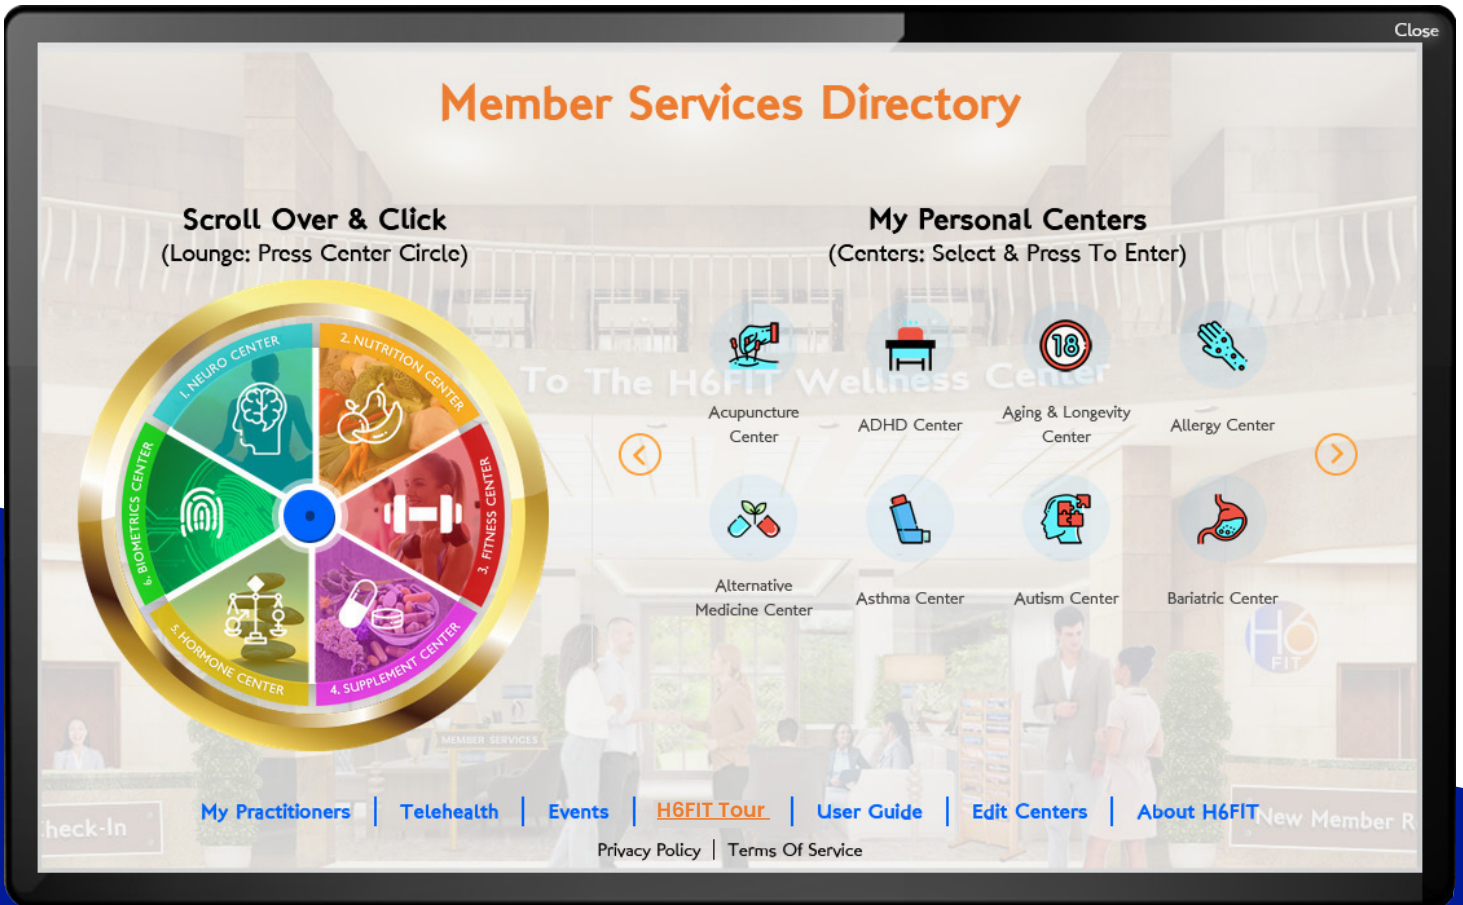 Close
Member Services Directory
Scroll Over & Click
(Lounge: Press Center Circle)
1. NEURO CENTER
2. NUTRITION CENTER
3. FITNESS CENTER
4. SUPPLEMENT CENTER
5. HORMONE CENTER
6. BIOMETRICS CENTER
My Personal Centers
(Centers: Select & Press To Enter)
To The H6FIT Wellness Center
18
Acupuncture
Center
ADHD Center
Aging & Longevity
Center
Allergy Center
Alternative
Medicine Center
Asthma Center
Autism Center
Bariatric Center
H6
FIT
MEMBER SERVICES
My Practitioners | Telehealth | Events | H6FIT Tour | User Guide | Edit Centers | About H6FIT
heck-In
New Member R
Privacy Policy | Terms Of Service